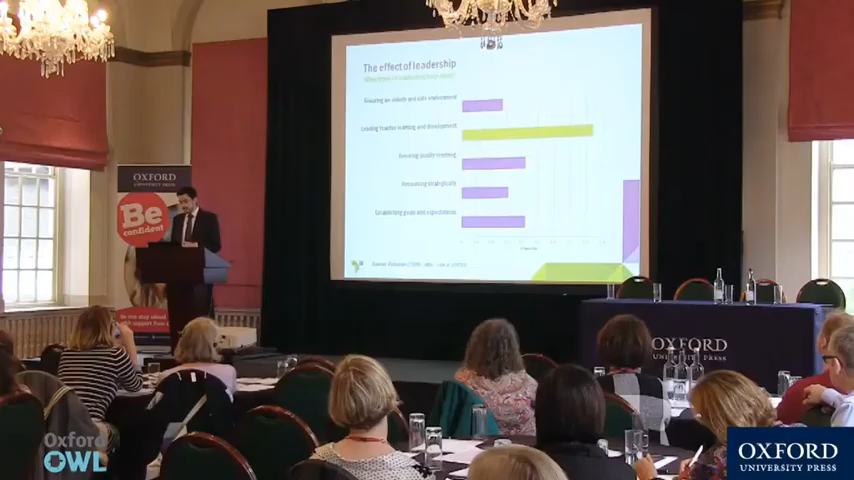 The effect of leadership
Ensuring an orderly and safe environment
Leading teacher learning and development
Ensuring quality teaching
Resourcing strategically
Establishing goals and expectations
OXFORD
UNIVERSITY PRESS
Be
confident
OXFORD
UNIVERSITY PRESS
Oxford
OWL
OXFORD
UNIVERSITY PRESS